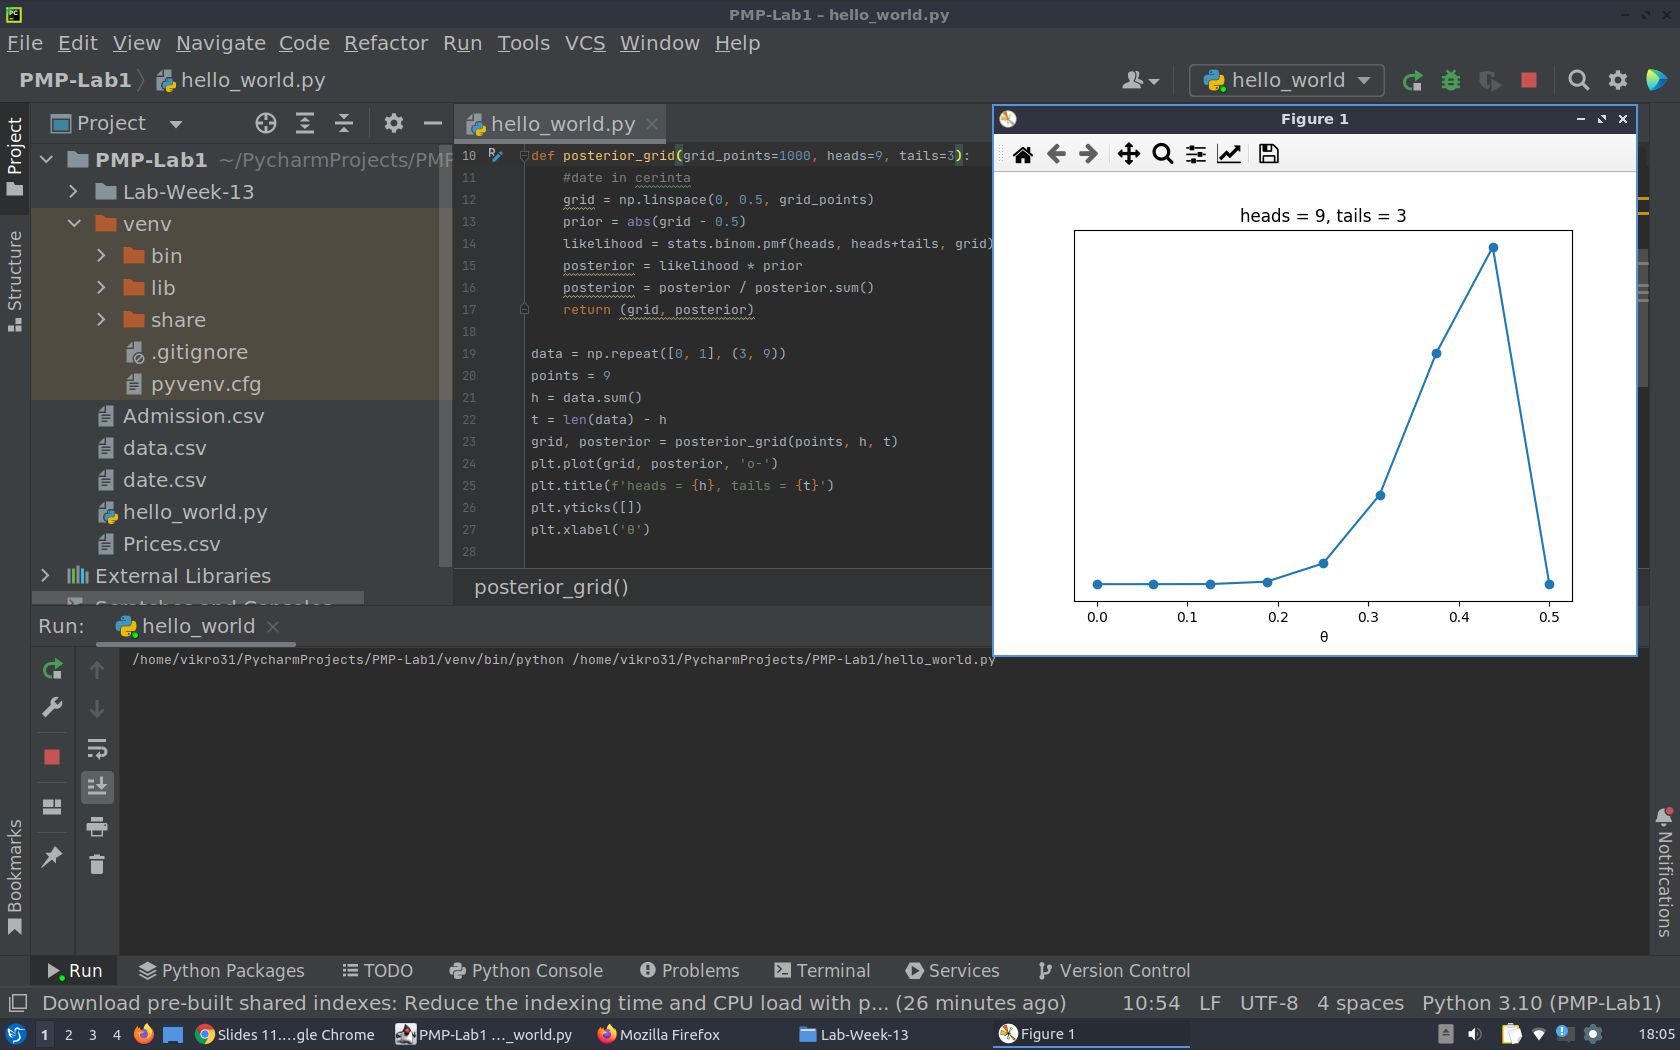 PMP-Lab1 – hello_world.py
File Edit View Navigate Code Refactor Run Tools VCS Window Help
PMP-Lab1 hello_world.py
hello_world
Project
Project
PMP-Lab1 ~/PycharmProjects/PMP
Lab-Week-13
venv
bin
lib
share
.gitignore
pyvenv.cfg
Admission.csv
data.csv
date.csv
hello_world.py
Prices.csv
External Libraries
Scratches and Consoles
Structure
Bookmarks
hello_world.py
10 def posterior_grid(grid_points=1000, heads=9, tails=3):
11 #date in cerinta
12 grid = np.linspace(0, 0.5, grid_points)
13 prior = abs(grid - 0.5)
14 likelihood = stats.binom.pmf(heads, heads+tails, grid)
15 posterior = likelihood * prior
16 posterior = posterior / posterior.sum()
17 return (grid, posterior)
18
19 data = np.repeat([0, 1], (3, 9))
20 points = 9
21 h = data.sum()
22 t = len(data) - h
23 grid, posterior = posterior_grid(points, h, t)
24 plt.plot(grid, posterior, 'o-')
25 plt.title(f'heads = {h}, tails = {t}')
26 plt.yticks([])
27 plt.xlabel('θ')
28
posterior_grid()
Figure 1
heads = 9, tails = 3
0.0 0.1 0.2 0.3 0.4 0.5
θ
Run: hello_world
/home/vikro31/PycharmProjects/PMP-Lab1/venv/bin/python /home/vikro31/PycharmProjects/PMP-Lab1/hello_world.py
Notifications
Run Python Packages TODO Python Console Problems Terminal Services Version Control
Download pre-built shared indexes: Reduce the indexing time and CPU load with p... (26 minutes ago) 10:54 LF UTF-8 4 spaces Python 3.10 (PMP-Lab1)
1 2 3 4 Slides 11....gle Chrome PMP-Lab1 ..._world.py Mozilla Firefox Lab-Week-13 Figure 1 18:05